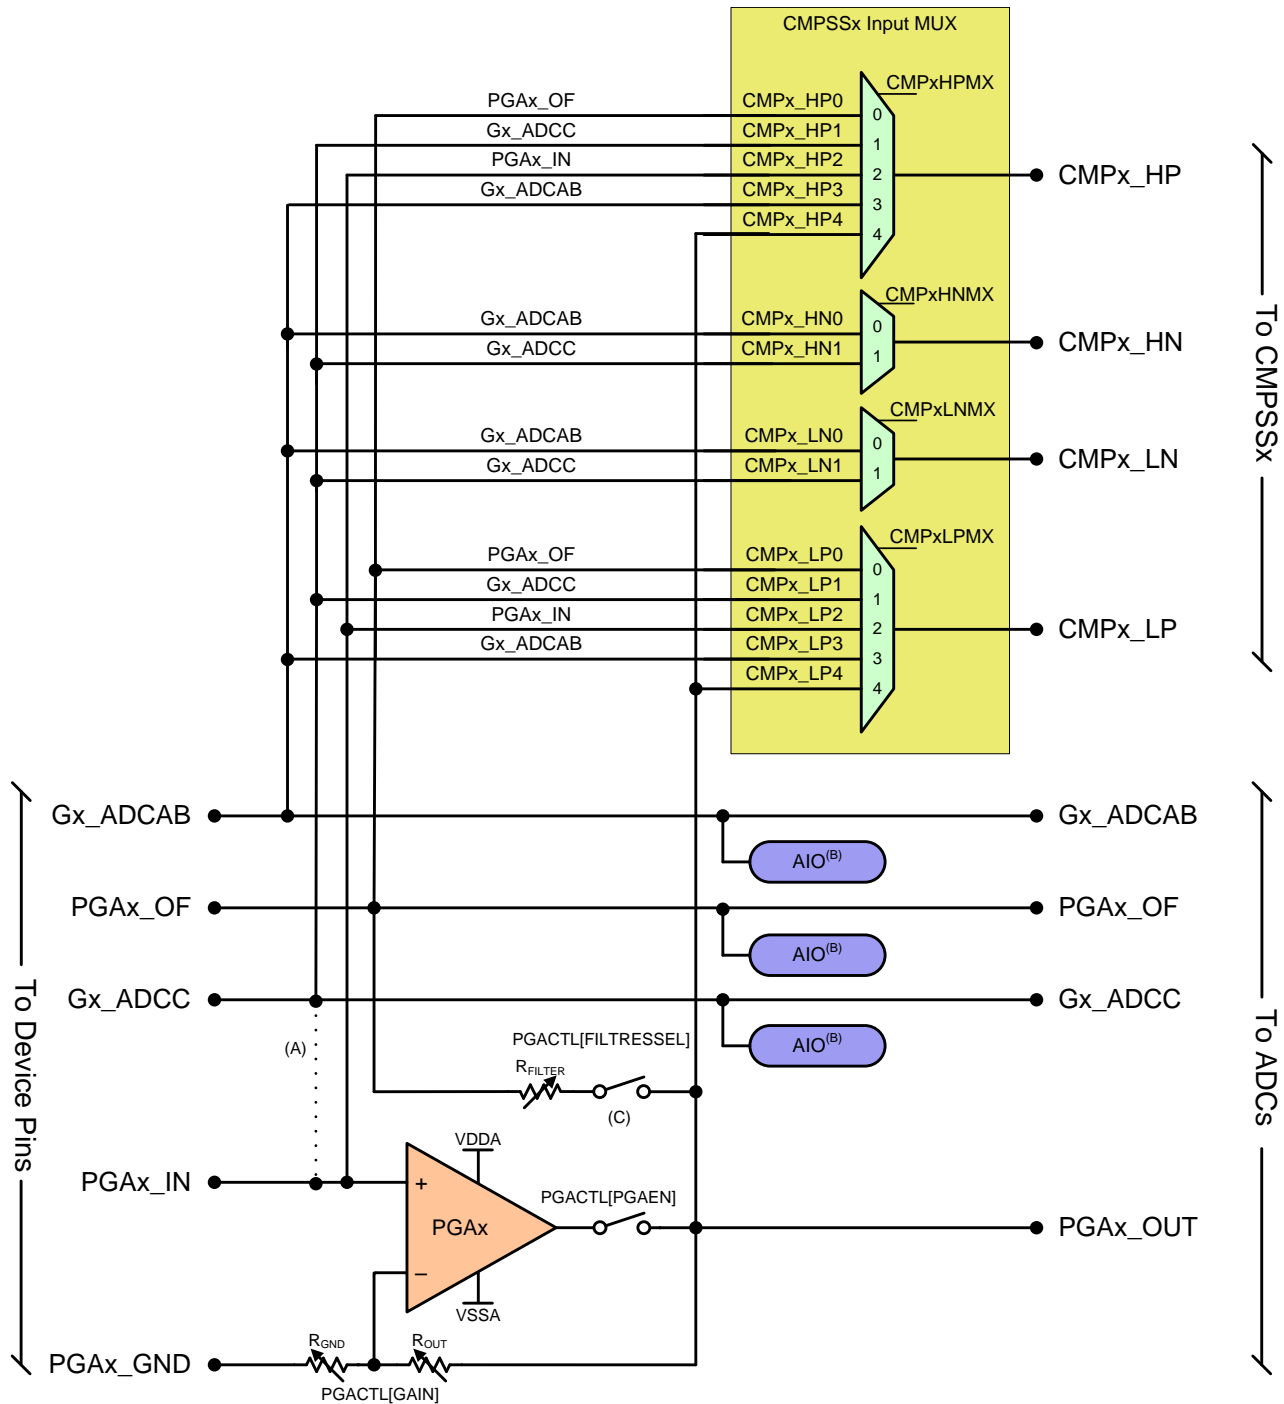 CMPSSx Input MUX
CMPxHPMX
PGAx_OF CMPx_HP0 0
Gx_ADCC CMPx_HP1 1
PGAx_IN CMPx_HP2 2
Gx_ADCAB CMPx_HP3 3
CMPx_HP4 4
CMPx_HP
CMPxHNMX
Gx_ADCAB CMPx_HN0 0
Gx_ADCC CMPx_HN1 1
CMPx_HN
CMPxLNMX
Gx_ADCAB CMPx_LN0 0
Gx_ADCC CMPx_LN1 1
CMPx_LN
CMPxLPMX
PGAx_OF CMPx_LP0 0
Gx_ADCC CMPx_LP1 1
PGAx_IN CMPx_LP2 2
Gx_ADCAB CMPx_LP3 3
CMPx_LP4 4
CMPx_LP
To CMPSSx
Gx_ADCAB
Gx_ADCAB
AIO(B)
PGAx_OF
PGAx_OF
AIO(B)
Gx_ADCC
Gx_ADCC
AIO(B)
To Device Pins
To ADCs
(A)
PGACTL[FILTRESSEL]
RFILTER
(C)
VDDA
PGAx_IN
+
PGAx
–
PGACTL[PGAEN]
PGAx_OUT
VSSA
PGAx_GND
RGND
ROUT
PGACTL[GAIN]